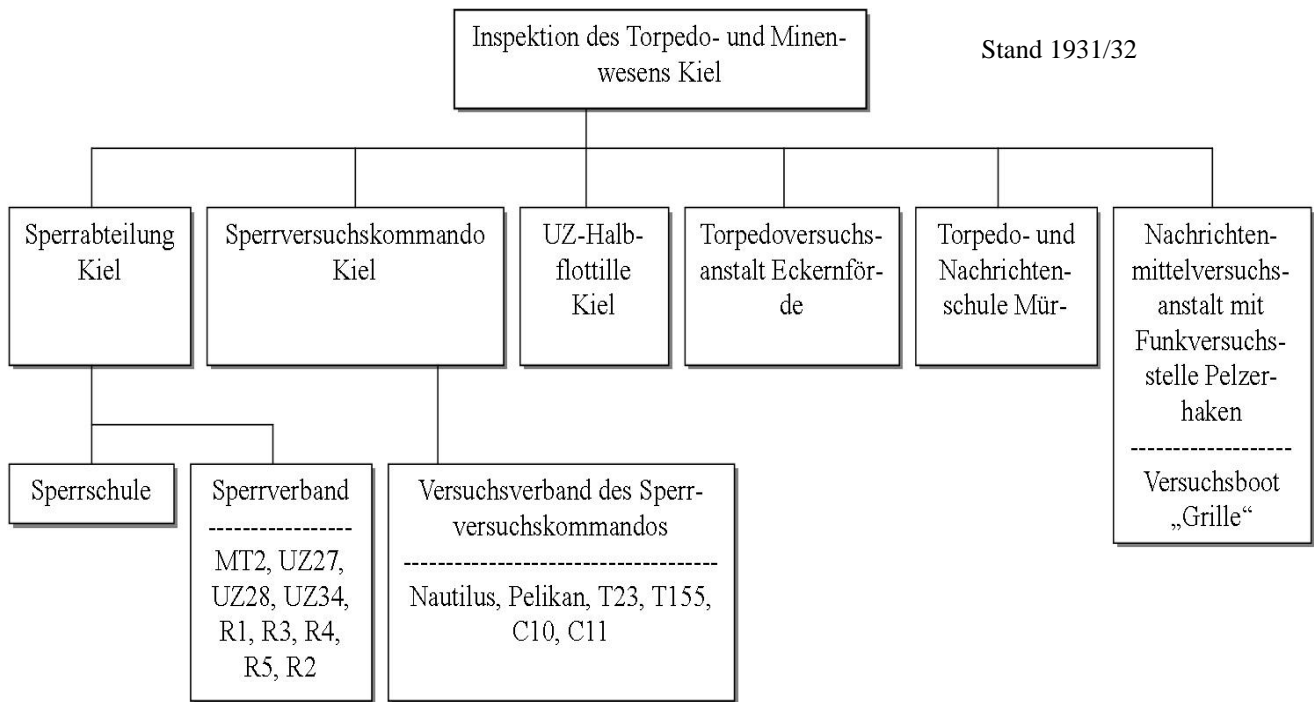 Inspektion des Torpedo- und Minen-
wesens Kiel
Stand 1931/32
Sperrabteilung
Kiel
Sperrversuchskommando
Kiel
UZ-Halb-
flottille
Kiel
Torpedoversuchs-
anstalt Eckernför-
de
Torpedo- und
Nachrichten-
schule Mür-
Nachrichten-
mittelversuchs-
anstalt mit
Funkversuchs-
stelle Pelzer-
haken
----------------
Versuchsboot
„Grille“
Sperrschule
Sperrverband
-----------------
MT2, UZ27,
UZ28, UZ34,
R1, R3, R4,
R5, R2
Versuchsverband des Sperr-
versuchskommandos
-------------------------------------
Nautilus, Pelikan, T23, T155,
C10, C11